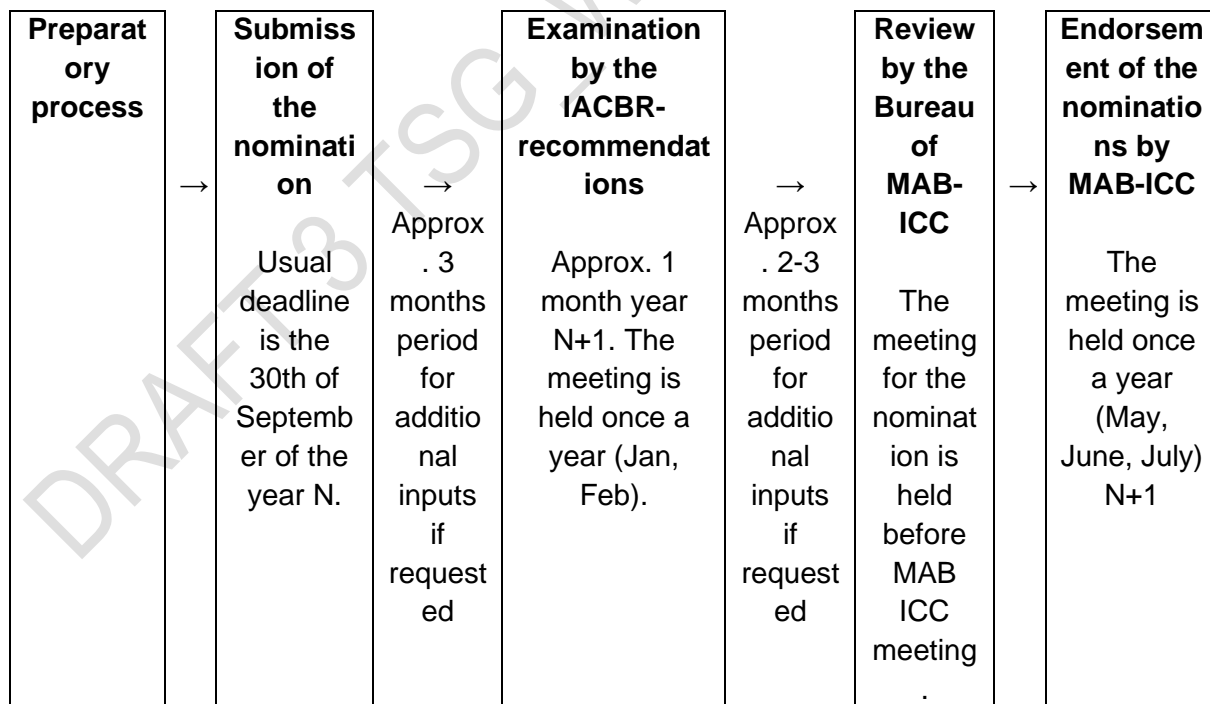 Preparat
ory
process
→
Submiss
ion of
the
nominati
on
Usual
deadline
is the
30th of
Septemb
er of the
year N.
→
Approx
. 3
months
period
for
additio
nal
inputs
if
request
ed
Examination
by the
IACBR-
recommendat
ions
Approx. 1
month year
N+1. The
meeting is
held once a
year (Jan,
Feb).
→
Approx
. 2-3
months
period
for
additio
nal
inputs
if
request
ed
Review
by the
Bureau
of
MAB-
ICC
The
meeting
for the
nominat
ion is
held
before
MAB
ICC
meeting
.
→
Endorsem
ent of the
nominatio
ns by
MAB-ICC
The
meeting is
held once
a year
(May,
June, July)
N+1
DRAFT 3 TSG